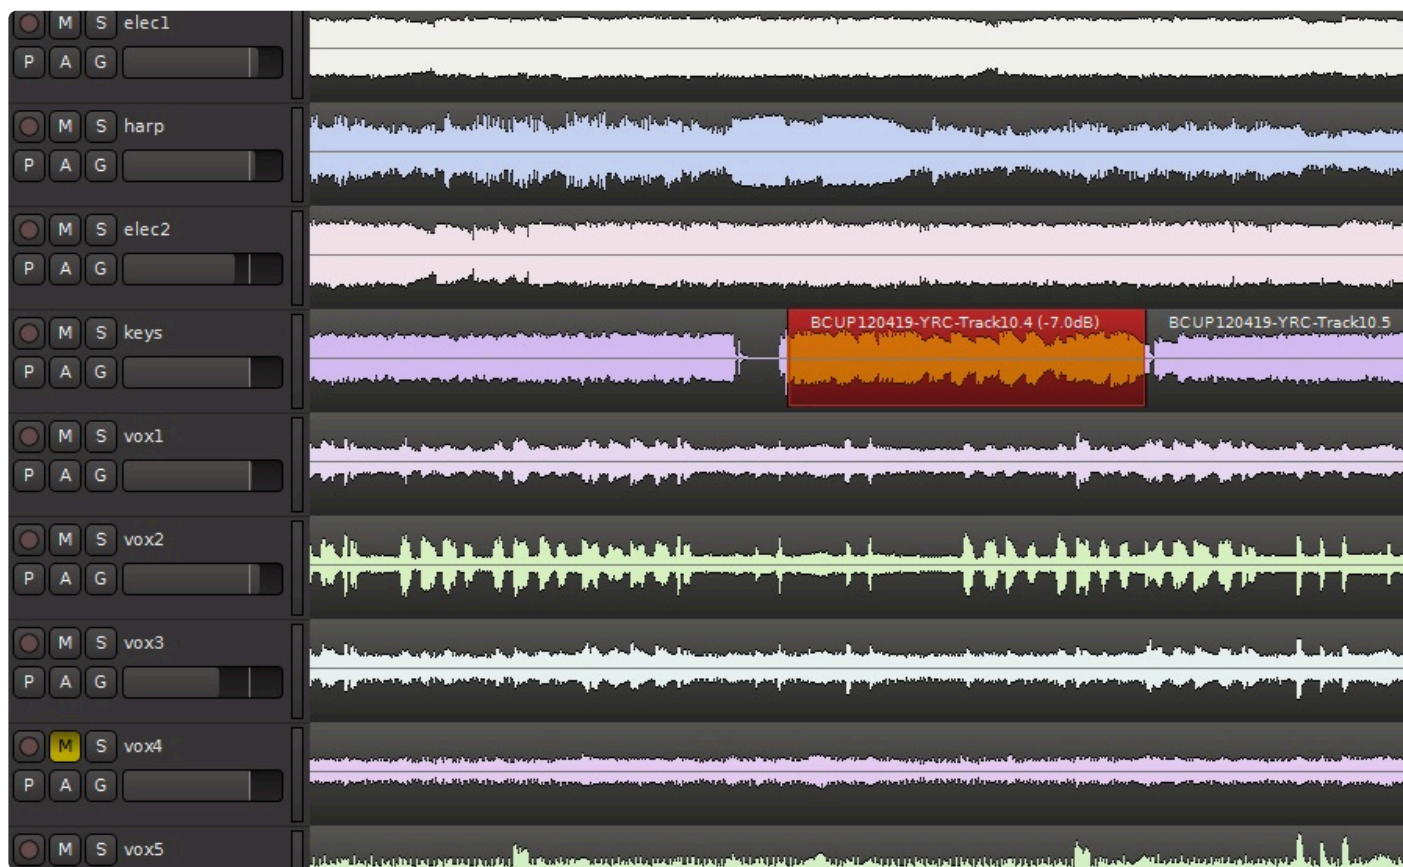 M S elec1
P A G
M S harp
P A G
M S elec2
P A G
M S keys
BCUP120419-YRC-Track10.4 (-7.0dB) BCUP120419-YRC-Track10.5
P A G
M S vox1
P A G
M S vox2
P A G
M S vox3
P A G
M S vox4
P A G
M S vox5